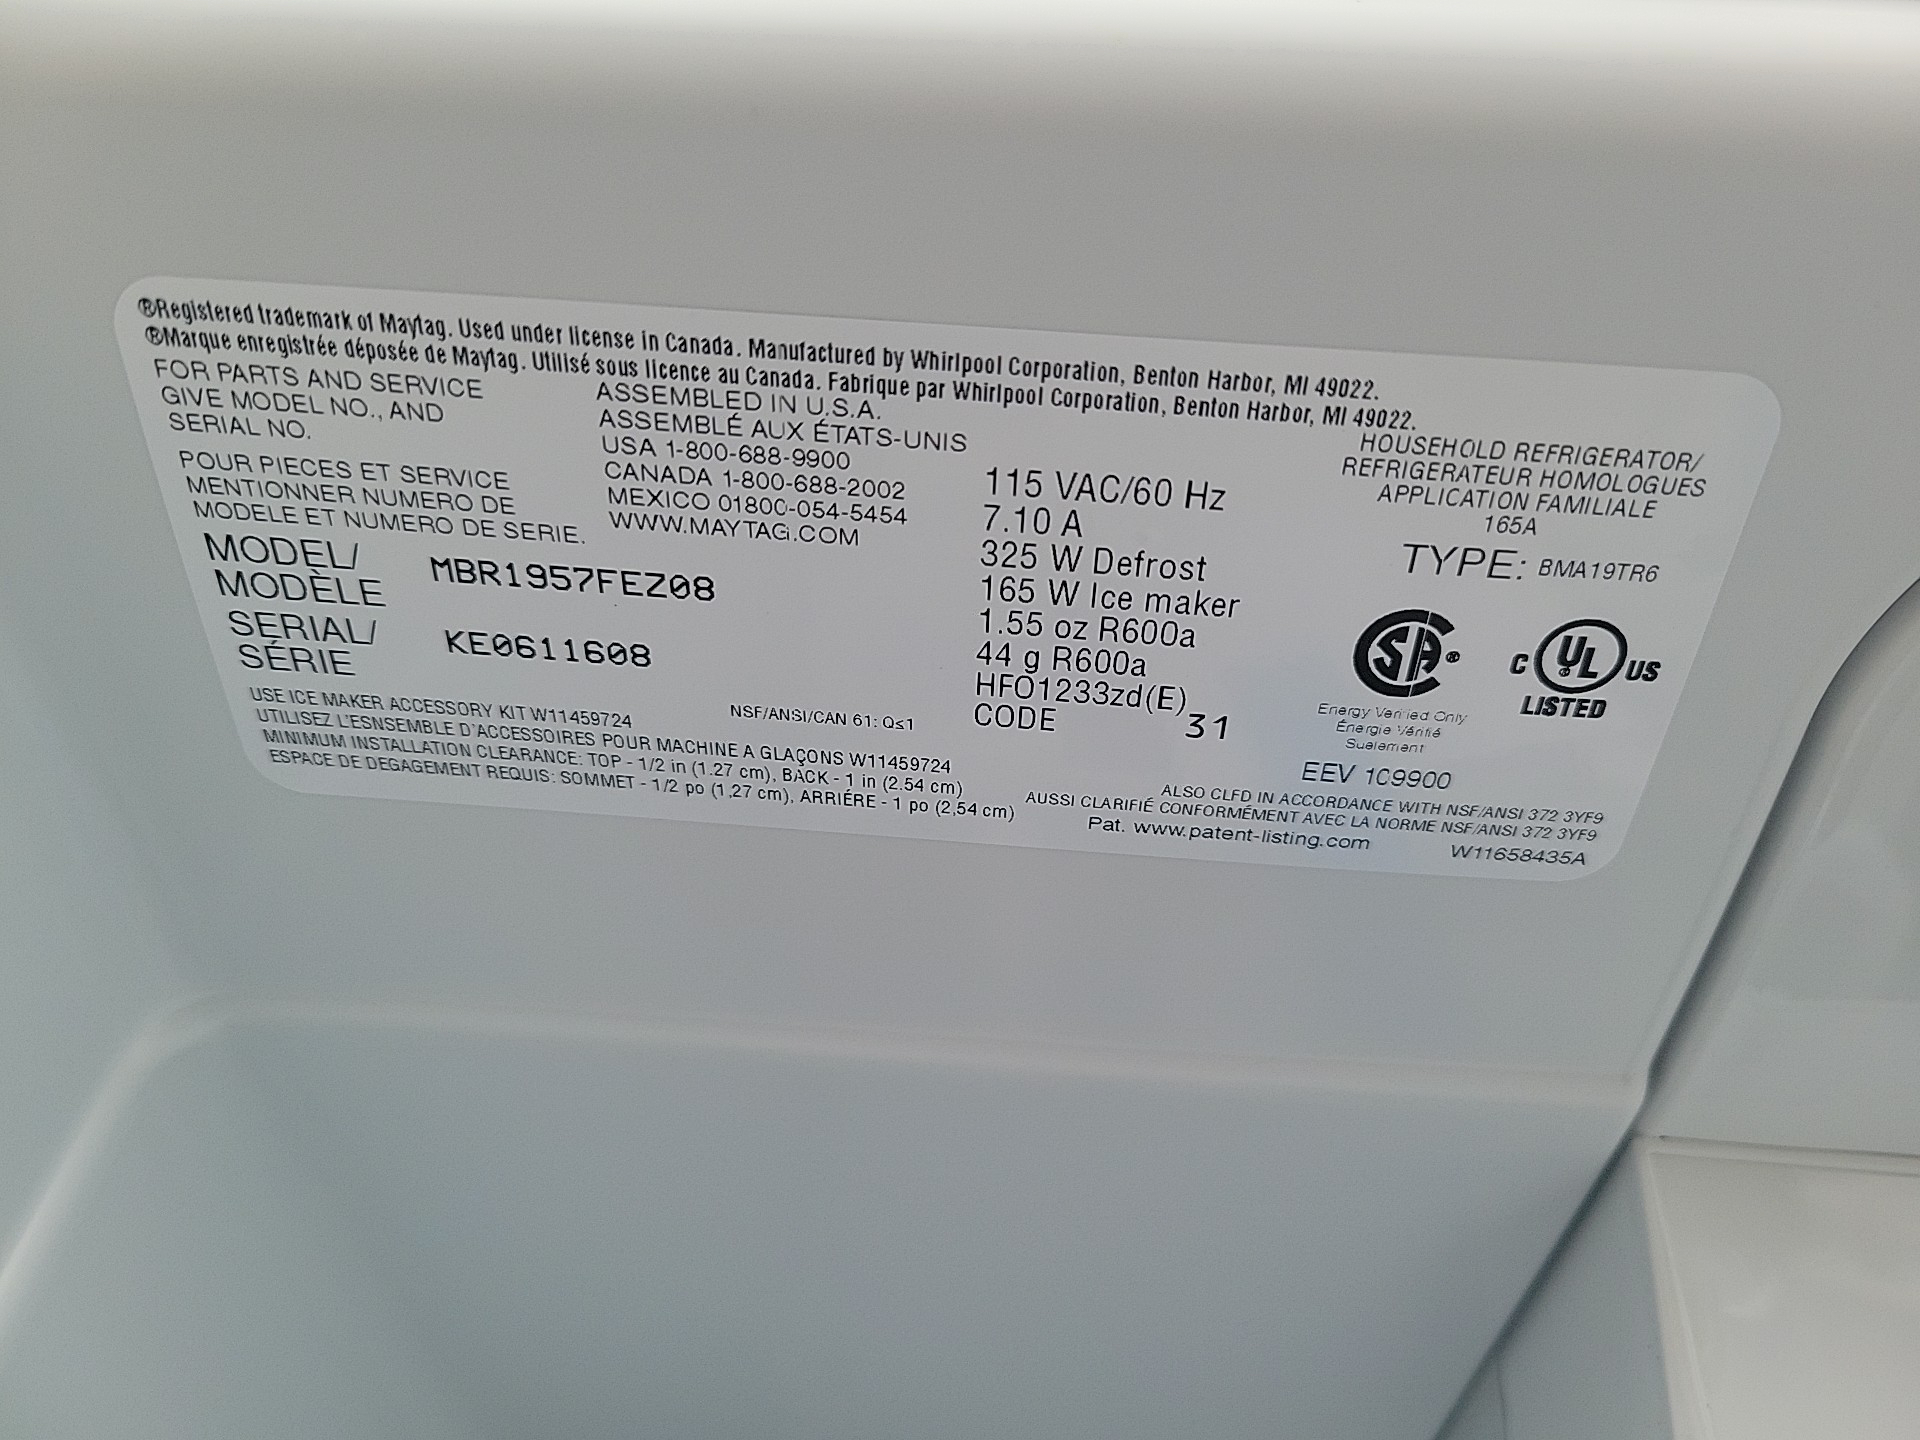 ®Registered trademark of Maytag. Used under license in Canada. Manufactured by Whirlpool Corporation, Benton Harbor, MI 49022.
®Marque enregistrée déposée de Maytag. Utilisé sous licence au Canada. Fabrique par Whirlpool Corporation, Benton Harbor, MI 49022.
FOR PARTS AND SERVICE
GIVE MODEL NO., AND
SERIAL NO.
POUR PIECES ET SERVICE
MENTIONNER NUMERO DE
MODELE ET NUMERO DE SERIE.
ASSEMBLED IN U.S.A.
ASSEMBLÉ AUX ÉTATS-UNIS
USA 1-800-688-9900
CANADA 1-800-688-2002
MEXICO 01800-054-5454
WWW.MAYTAG.COM
MODEL/
MODÈLE
MBR1957FEZ08
SERIAL/
SÉRIE
KE0611608
115 VAC/60 Hz
7.10 A
325 W Defrost
165 W Ice maker
1.55 oz R600a
44 g R600a
HFO1233zd(E)
CODE 31
HOUSEHOLD REFRIGERATOR/
REFRIGERATEUR HOMOLOGUES
APPLICATION FAMILIALE
165A
TYPE: BMA19TR6
SA®
Energy Verified Only
Énergie Vérifié
Sualement
EEV 109900
C UL ® US
LISTED
USE ICE MAKER ACCESSORY KIT W11459724
NSF/ANSI/CAN 61: Q≤1
UTILISEZ L'ESNSEMBLE D'ACCESSOIRES POUR MACHINE A GLAÇONS W11459724
MINIMUM INSTALLATION CLEARANCE: TOP - 1/2 in (1.27 cm), BACK - 1 in (2.54 cm)
ESPACE DE DEGAGEMENT REQUIS: SOMMET - 1/2 po (1,27 cm), ARRIÉRE - 1 po (2,54 cm)
ALSO CLFD IN ACCORDANCE WITH NSF/ANSI 372 3YF9
AUSSI CLARIFIÉ CONFORMÉMENT AVEC LA NORME NSF/ANSI 372 3YF9
Pat. www.patent-listing.com
W11658435A